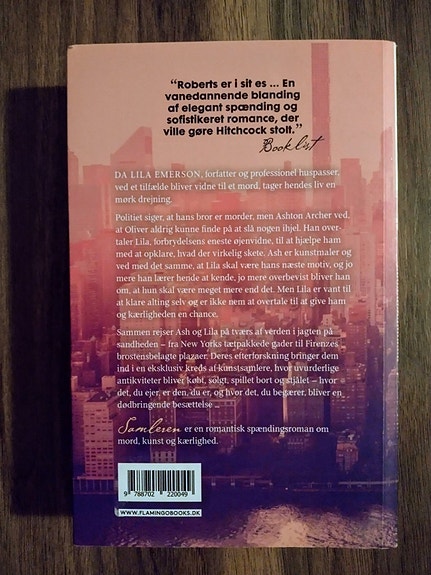 “Roberts er i sit es ... En
vanedannende blanding
af elegant spænding og
sofistikeret romance, der
ville gøre Hitchcock stolt.”
Booklist
DA LILA EMERSON, forfatter og professionel huspasser,
ved et tilfælde bliver vidne til et mord, tager hendes liv en
mørk drejning.
Politiet siger, at hans bror er morder, men Ashton Archer ved,
at Oliver aldrig kunne finde på at slå nogen ihjel. Han over-
taler Lila, forbrydelsens eneste øjenvidne, til at hjælpe ham
med at opklare, hvad der virkelig skete. Ash er kunstmaler og
ved med det samme, at Lila skal være hans næste motiv, og jo
mere han lærer hende at kende, jo mere overbevist bliver han
om, at hun skal være meget mere end det. Men Lila er vant til
at klare alting selv og er ikke nem at overtale til at give ham
og kærligheden en chance.
Sammen rejser Ash og Lila på tværs af verden i jagten på
sandheden – fra New Yorks tætpakkede gader til Firenzes
brostensbelagte plazaer. Deres efterforskning bringer dem
ind i en eksklusiv kreds af kunstsamlere, hvor uvurderlige
antikviteter bliver købt, solgt, spillet bort og stjålet – hvor
det, du ejer, er den, du er, og hvor det, du begærer, bliver en
dødbringende besættelse ...
Samleren er en romantisk spændingsroman om
mord, kunst og kærlighed.
9 788702 220049
WWW.FLAMINGOBOOKS.DK